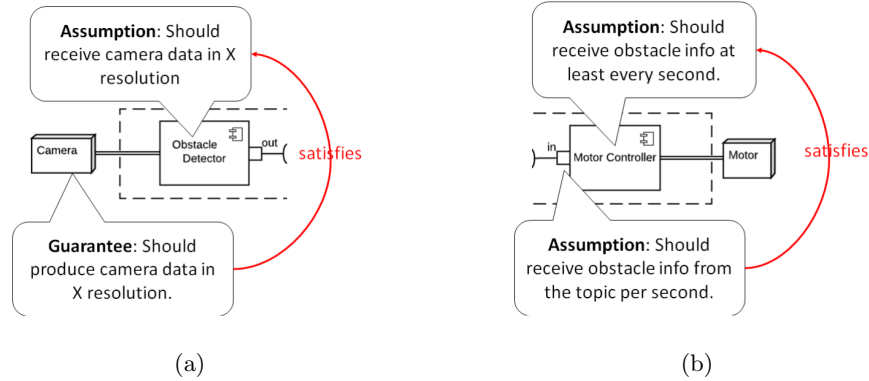 Assumption: Should
receive camera data in X
resolution
Camera
Obstacle
Detector
out
satisfies
Guarantee: Should
produce camera data in
X resolution.
(a)
Assumption: Should
receive obstacle info at
least every second.
in
Motor Controller
Motor
satisfies
Assumption: Should
receive obstacle info from
the topic per second.
(b)